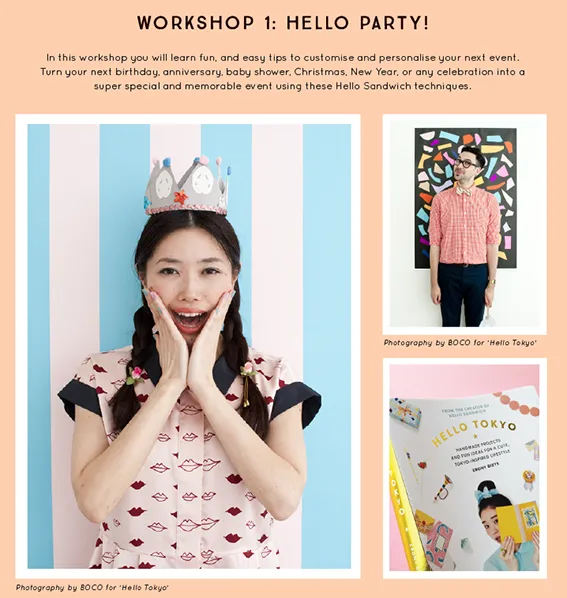 WORKSHOP 1: HELLO PARTY!
In this workshop you will learn fun, and easy tips to customise and personalise your next event.
Turn your next birthday, anniversary, baby shower, Christmas, New Year, or any celebration into a
super special and memorable event using these Hello Sandwich techniques.
Photography by BOCO for 'Hello Tokyo'
FROM THE CREATOR OF
HELLO SANDWICH
HELLO TOKYO
HANDMADE PROJECTS
AND FUN IDEAS FOR A CUTE,
TOKYO-INSPIRED LIFESTYLE
EBONY BIZYS
Photography by BOCO for 'Hello Tokyo'